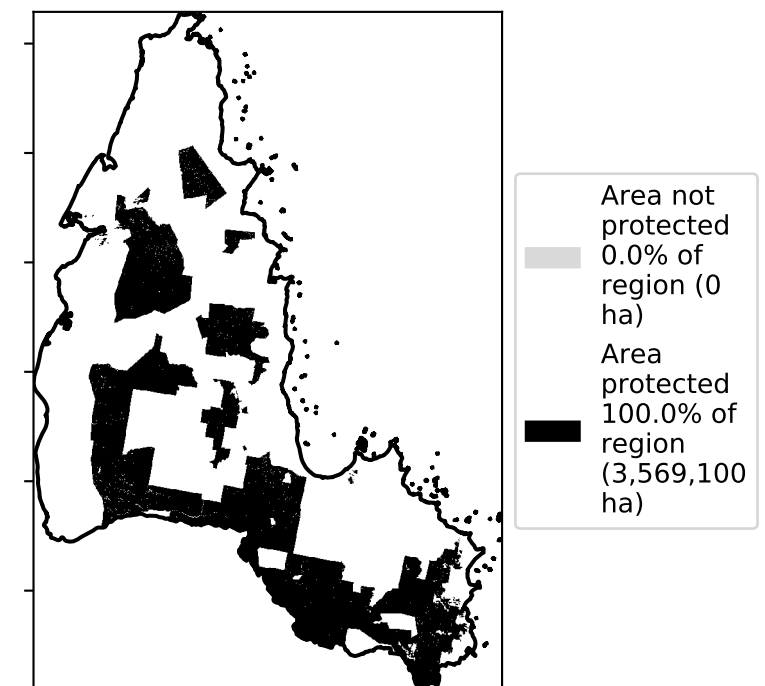 Area not
protected
0.0% of
region (0
ha)
Area
protected
100.0% of
region
(3,569,100
ha)